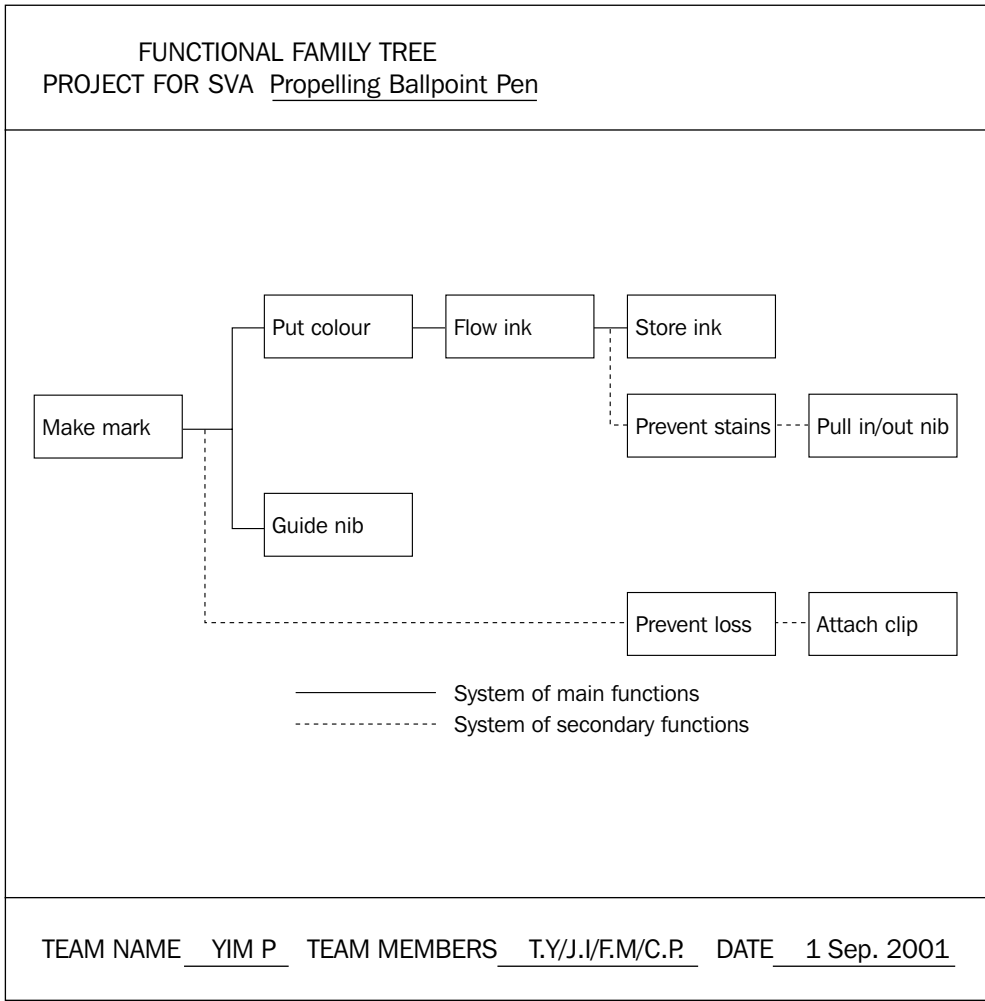 FUNCTIONAL FAMILY TREE
PROJECT FOR SVA Propelling Ballpoint Pen
Put colour
Flow ink
Store ink
Make mark
Prevent stains
Pull in/out nib
Guide nib
Prevent loss
Attach clip
System of main functions
System of secondary functions
TEAM NAME YIM P TEAM MEMBERS T.Y/J.I/F.M/C.P. DATE 1 Sep. 2001